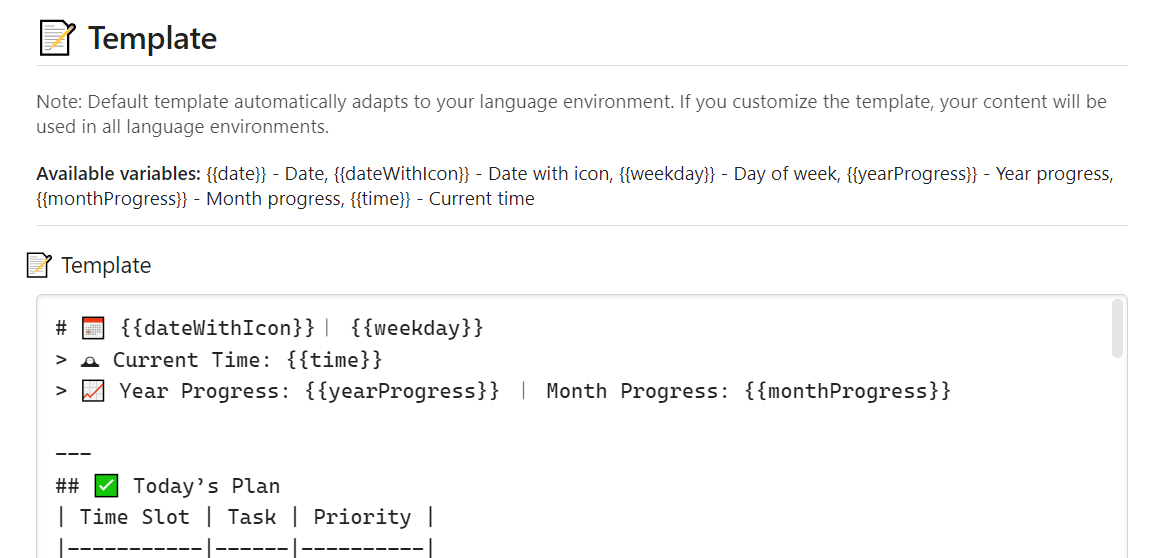 📝 Template
Note: Default template automatically adapts to your language environment. If you customize the template, your content will be
used in all language environments.
Available variables: {{date}} - Date, {{dateWithIcon}} - Date with icon, {{weekday}} - Day of week, {{yearProgress}} - Year progress,
{{monthProgress}} - Month progress, {{time}} - Current time
📝 Template
# 📅 {{dateWithIcon}}｜ {{weekday}}
> 🕰 Current Time: {{time}}
> 📈 Year Progress: {{yearProgress}} ｜ Month Progress: {{monthProgress}}
---
## ✅ Today’s Plan
| Time Slot | Task | Priority |
|-----------|------|----------|